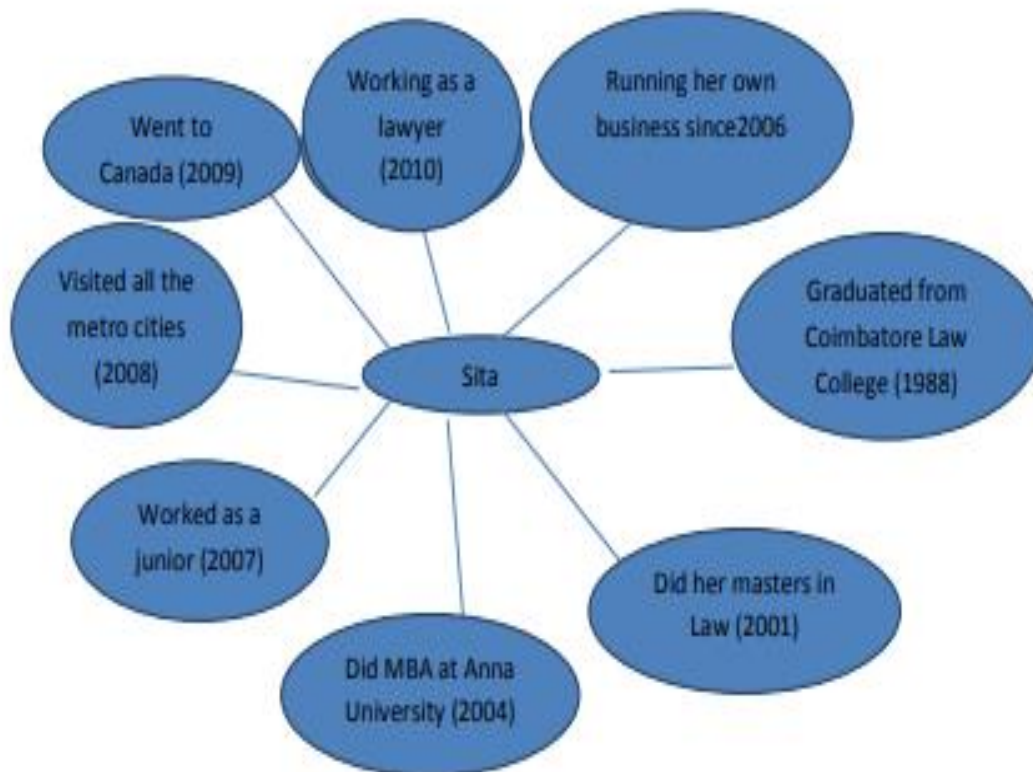 Working as a
lawyer
(2010)
Running her own
business since2006
Went to
Canada (2009)
Visited all the
metro cities
(2008)
Graduated from
Coimbatore Law
College (1988)
Sita
Worked as a
junior (2007)
Did her masters in
Law (2001)
Did MBA at Anna
University (2004)